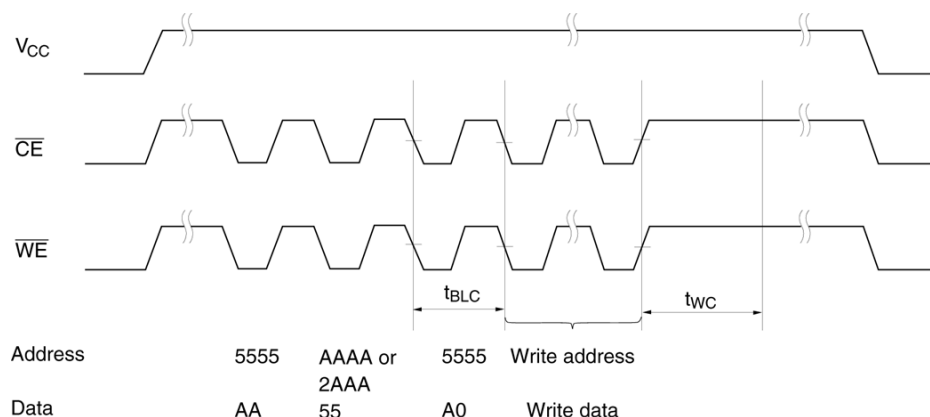 VCC
CE
WE
tBLC
tWC
Address 5555 AAAA or 5555 Write address
2AAA
Data AA 55 A0 Write data